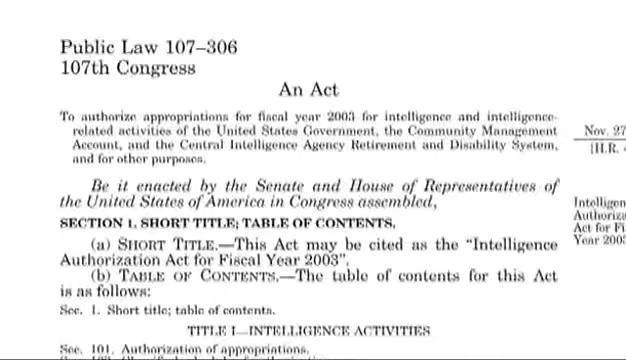 Public Law 107–306
107th Congress
An Act
To authorize appropriations for fiscal year 2003 for intelligence and intelligence-
related activities of the United States Government, the Community Management
Account, and the Central Intelligence Agency Retirement and Disability System,
and for other purposes.
Nov. 27
[H.R. 4
Be it enacted by the Senate and House of Representatives of
the United States of America in Congress assembled,
SECTION 1. SHORT TITLE; TABLE OF CONTENTS.
(a) SHORT TITLE.—This Act may be cited as the “Intelligence
Authorization Act for Fiscal Year 2003”.
(b) TABLE OF CONTENTS.—The table of contents for this Act
is as follows:
Intelligen
Authoriza
Act for Fi
Year 2003
Sec. 1. Short title; table of contents.
TITLE I—INTELLIGENCE ACTIVITIES
Sec. 101. Authorization of appropriations.